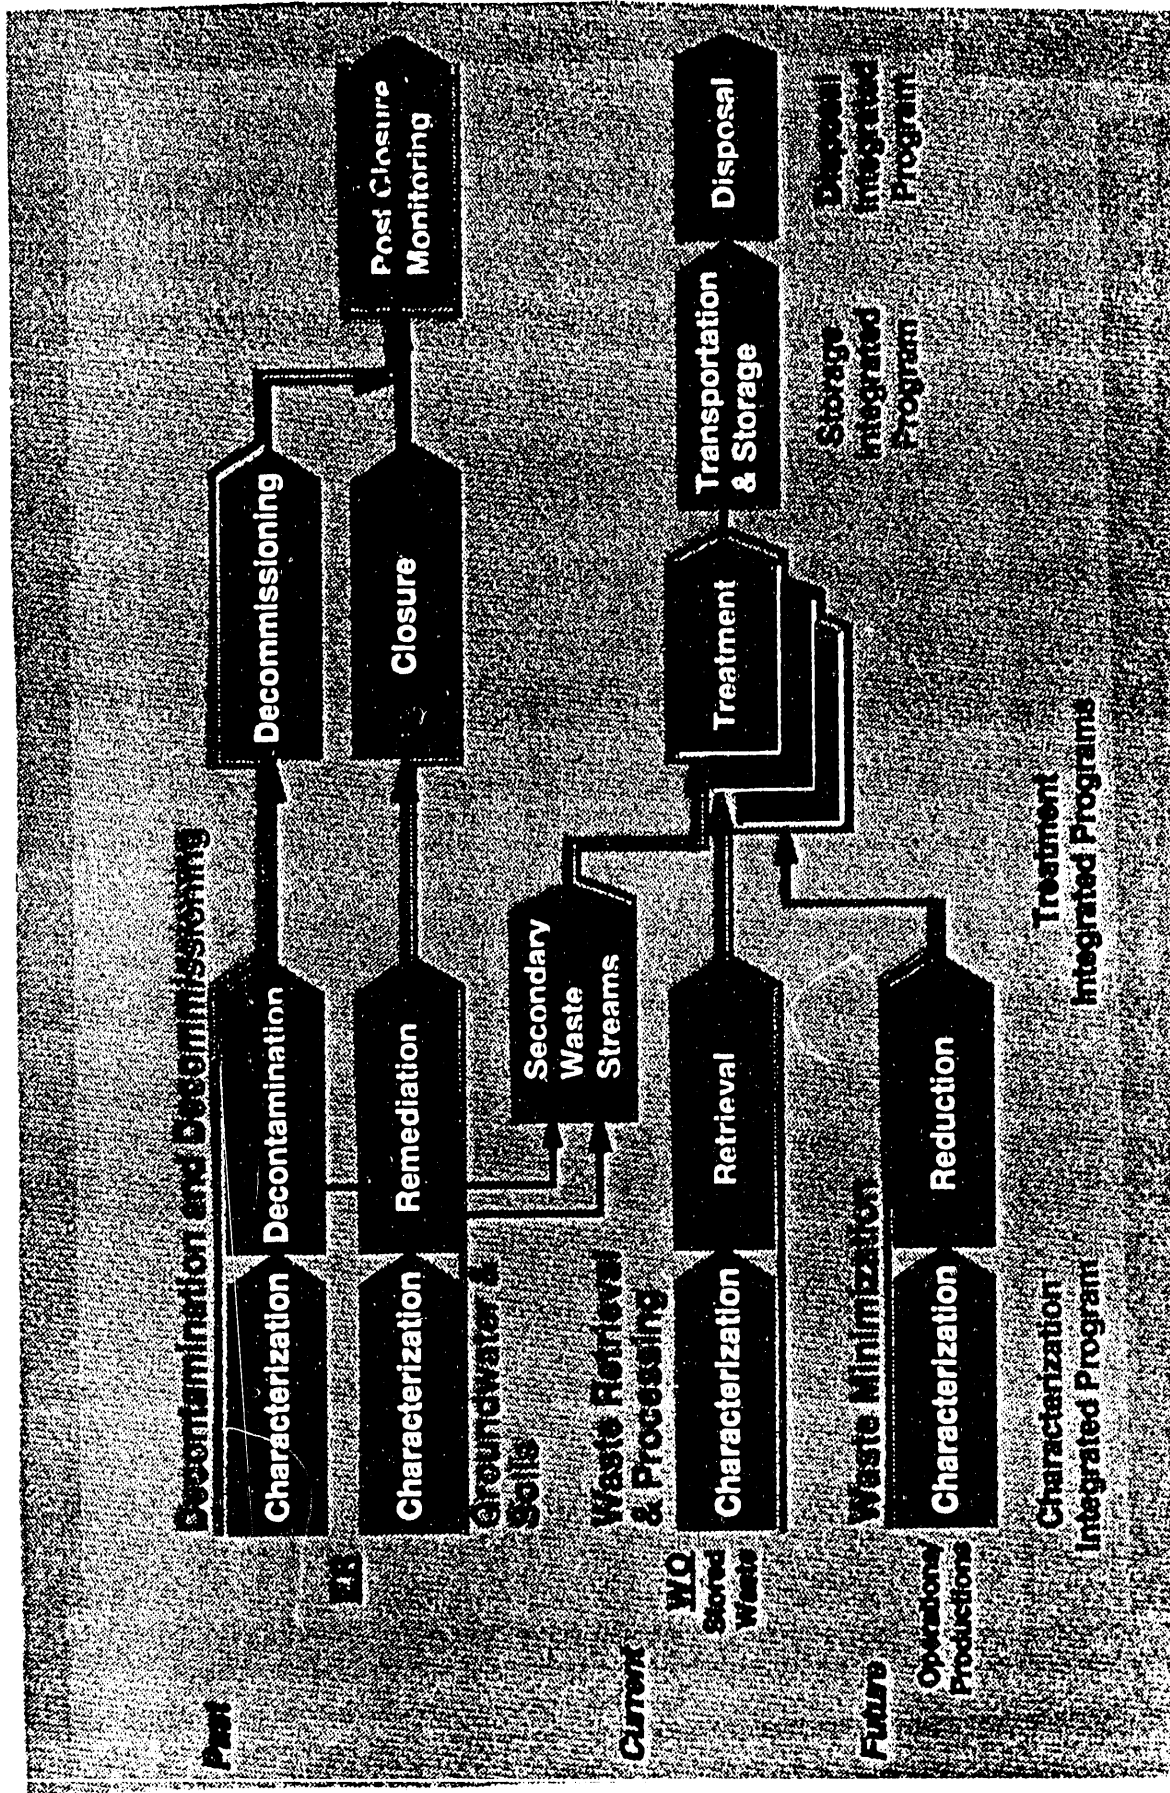 Past
Decontamination and Decommissioning
ER
Characterization
Decontamination
Decommissioning
Characterization
Remediation
Closure
Post Closure
Monitoring
Groundwater &
Soils
Secondary
Waste
Streams
Current
Waste Retrieval
& Processing
WO
Stored
Waste
Characterization
Retrieval
Treatment
Transportation
& Storage
Disposal
Future
Waste Minimization
Operations/
Productions
Characterization
Reduction
Characterization
Integrated Program
Treatment
Integrated Programs
Storage
Integrated
Program
Disposal
Integrated
Program